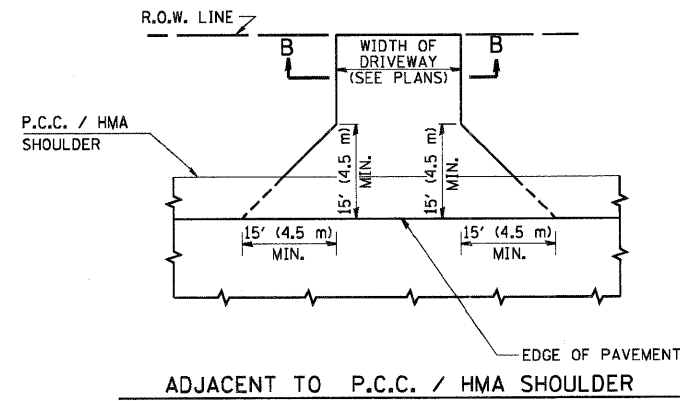 R.O.W. LINE
B
B
WIDTH OF
DRIVEWAY
(SEE PLANS)
P.C.C. / HMA
SHOULDER
15' (4.5 m)
MIN.
15' (4.5 m)
MIN.
15' (4.5 m)
MIN.
15' (4.5 m)
MIN.
EDGE OF PAVEMENT
ADJACENT TO P.C.C. / HMA SHOULDER